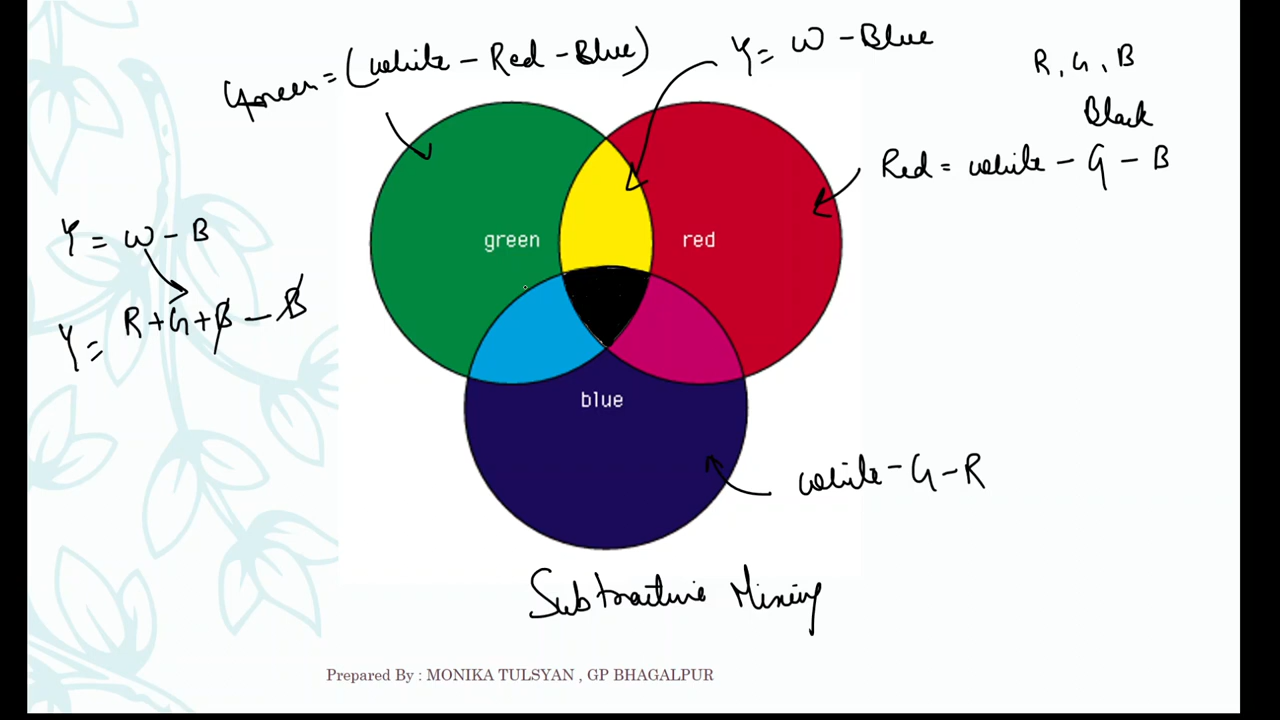 Green = (white - Red - Blue)
Y = W - Blue
R, G, B
Black
Red = white - G - B
Y = W - B
Y = R + G + B - B
green
red
blue
white - G - R
Subtractive Mixing
Prepared By : MONIKA TULSYAN , GP BHAGALPUR